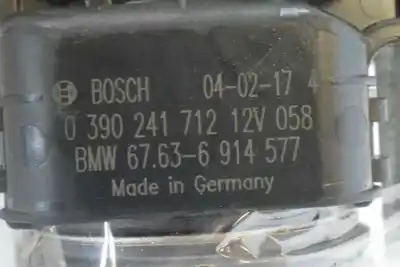 BOSCH 04-02-17 4
0 390 241 712 12V 058
BMW 67.63-6 914 577
Made in Germany